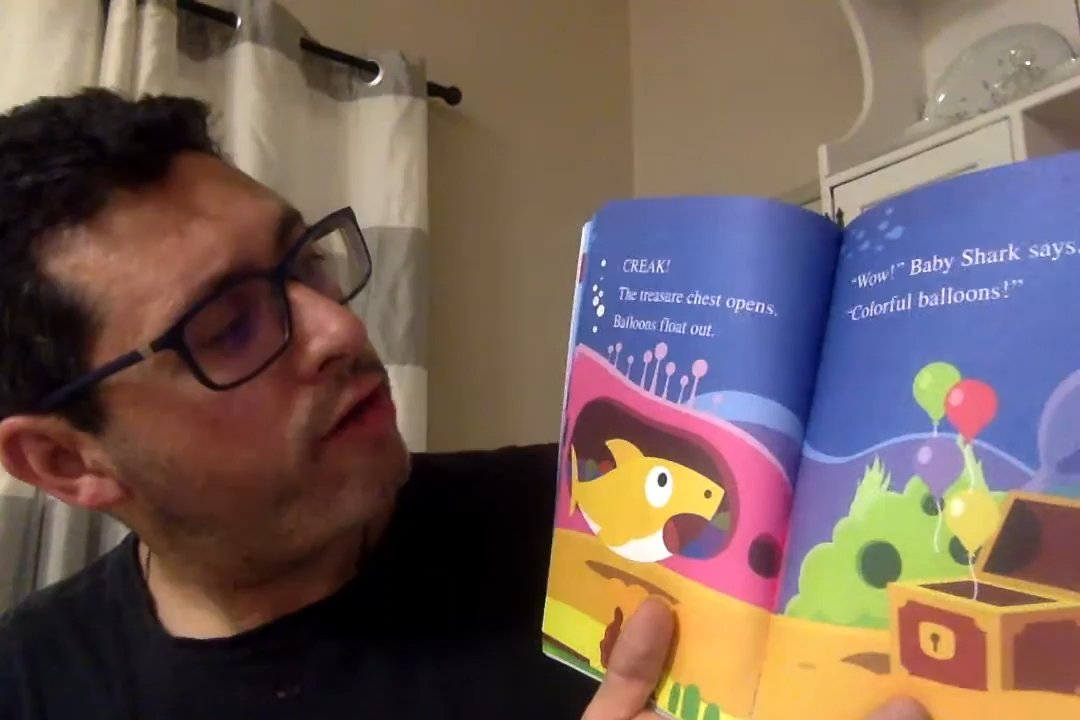 CREAK!
The treasure chest opens.
Balloons float out.
"Wow!" Baby Shark says.
"Colorful balloons!"